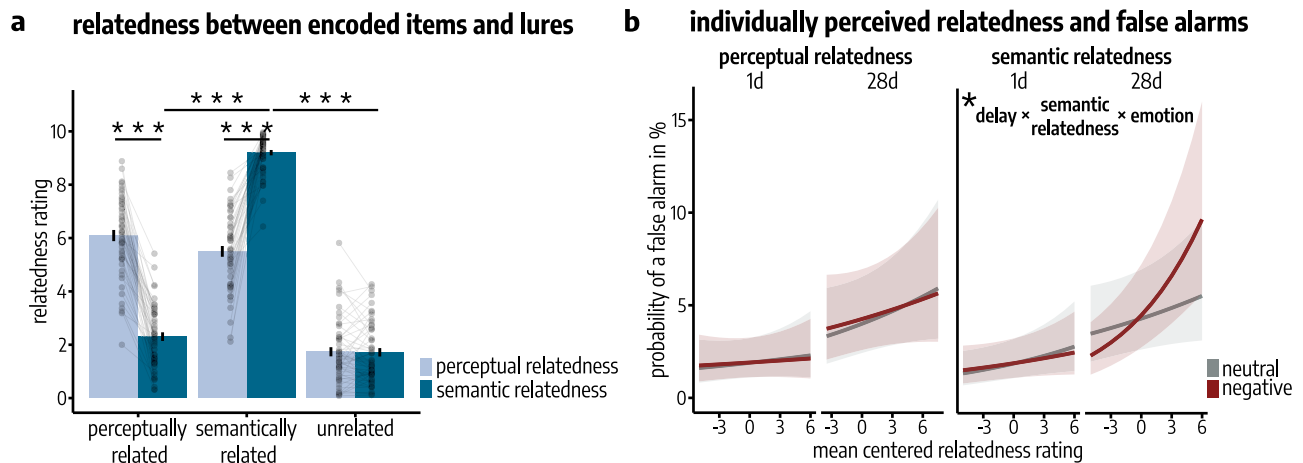 a relatedness between encoded items and lures
relatedness rating
10
8
6
4
2
0
* * *
* * *
* * *
* * *
perceptually
related
semantically
related
unrelated
perceptual relatedness
semantic relatedness
b individually perceived relatedness and false alarms
perceptual relatedness
1d 28d
semantic relatedness
1d 28d
* delay × semantic relatedness × emotion
probability of a false alarm in %
15
10
5
0
-3 0 3 6 -3 0 3 6 -3 0 3 6 -3 0 3 6
mean centered relatedness rating
neutral
negative